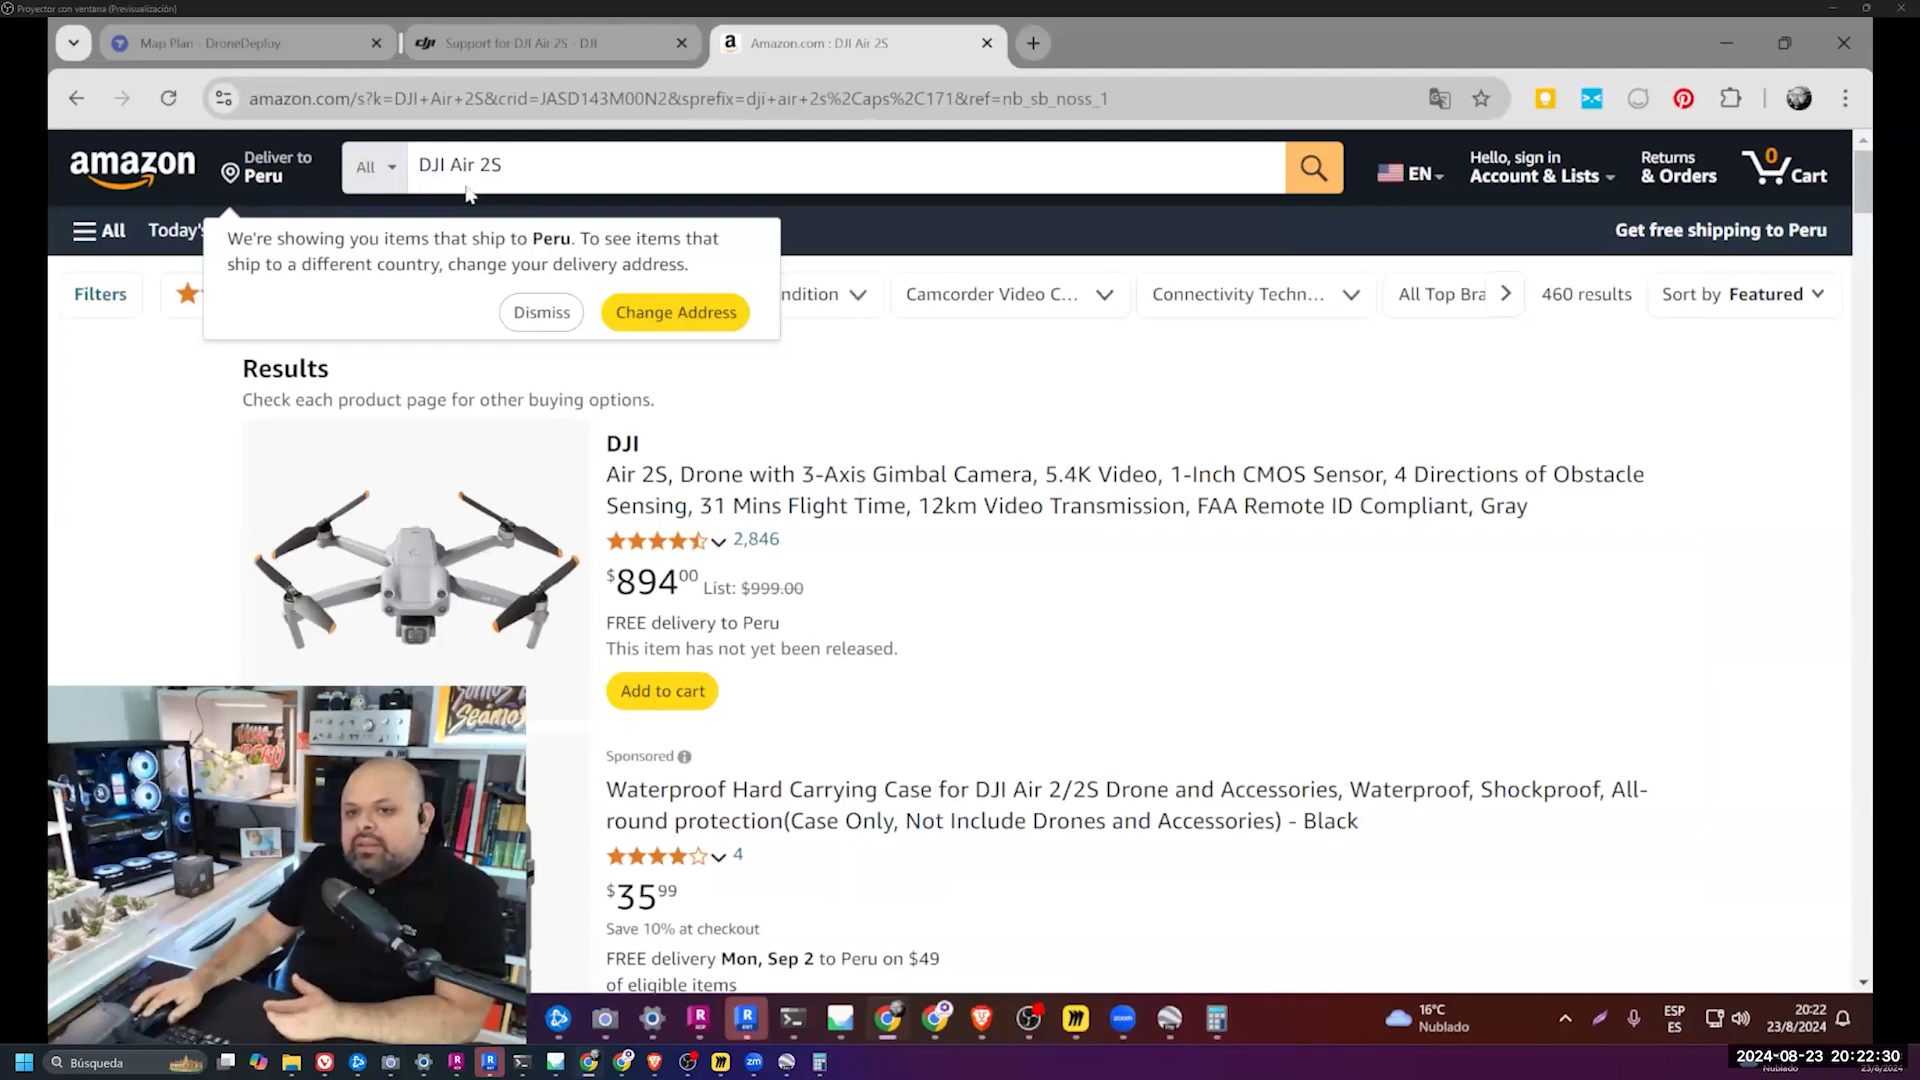 Proyector con ventana (Previsualización)
Map Plan - DroneDeploy
Support for DJI Air 2S - DJI
Amazon.com : DJI Air 2S
amazon.com/s?k=DJI+Air+2S&crid=JASD143M00N2&sprefix=dji+air+2s%2Caps%2C171&ref=nb_sb_noss_1
amazon
Deliver to
Peru
All
DJI Air 2S
EN
Hello, sign in
Account & Lists
Returns
& Orders
0
Cart
All
Today's
Get free shipping to Peru
We're showing you items that ship to Peru. To see items that
ship to a different country, change your delivery address.
Dismiss
Change Address
Filters
ndition
Camcorder Video C...
Connectivity Techn...
All Top Bra
460 results
Sort by Featured
Results
Check each product page for other buying options.
DJI
Air 2S, Drone with 3-Axis Gimbal Camera, 5.4K Video, 1-Inch CMOS Sensor, 4 Directions of Obstacle
Sensing, 31 Mins Flight Time, 12km Video Transmission, FAA Remote ID Compliant, Gray
2,846
$894.00 List: $999.00
FREE delivery to Peru
This item has not yet been released.
Add to cart
Sponsored
Waterproof Hard Carrying Case for DJI Air 2/2S Drone and Accessories, Waterproof, Shockproof, All-
round protection(Case Only, Not Include Drones and Accessories) - Black
4
$35.99
Save 10% at checkout
FREE delivery Mon, Sep 2 to Peru on $49
of eligible items
Somos
Seamos
16°C
Nublado
ESP
ES
20:22
23/8/2024
Búsqueda
2024-08-23 20:22:30
Nublado
23/8/2024